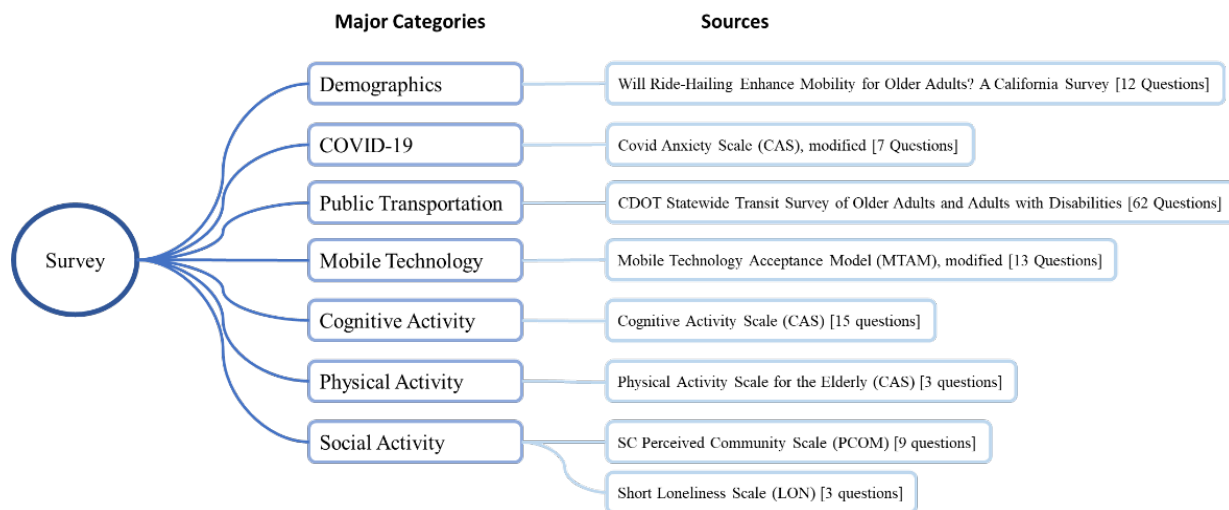 Major Categories
Sources
Demographics
Will Ride-Hailing Enhance Mobility for Older Adults? A California Survey [12 Questions]
COVID-19
Covid Anxiety Scale (CAS), modified [7 Questions]
Public Transportation
CDOT Statewide Transit Survey of Older Adults and Adults with Disabilities [62 Questions]
Survey
Mobile Technology
Mobile Technology Acceptance Model (MTAM), modified [13 Questions]
Cognitive Activity
Cognitive Activity Scale (CAS) [15 questions]
Physical Activity
Physical Activity Scale for the Elderly (CAS) [3 questions]
Social Activity
SC Perceived Community Scale (PCOM) [9 questions]
Short Loneliness Scale (LON) [3 questions]